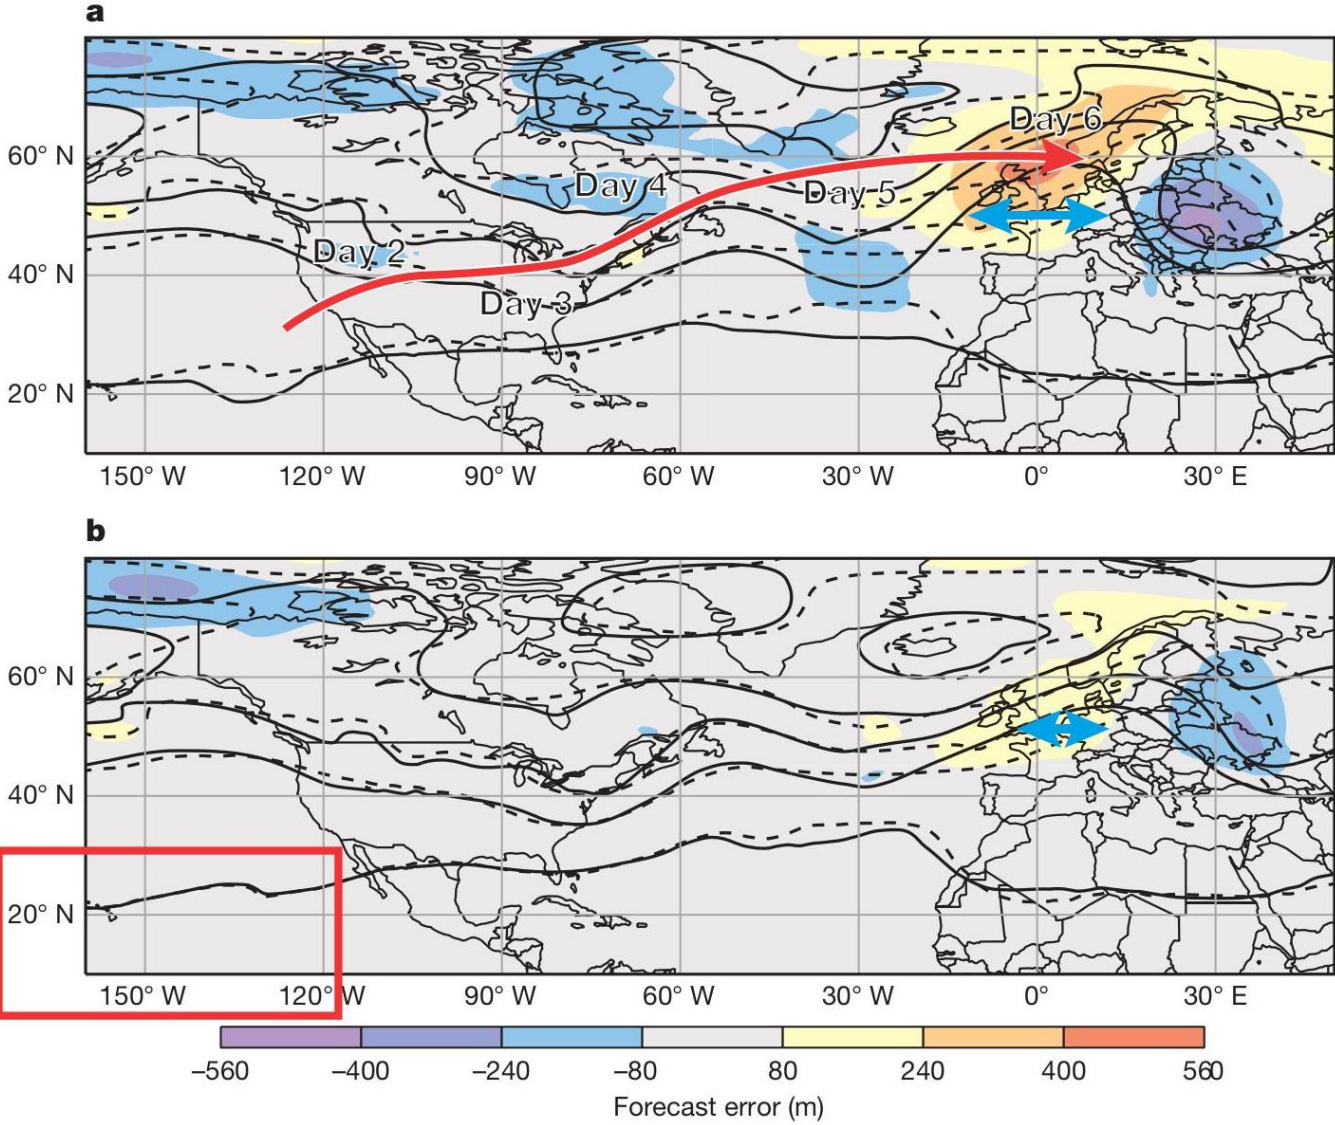 a
Day 6
60° N
Day 4
Day 5
Day 2
40° N
Day 3
20° N
150° W 120° W 90° W 60° W 30° W 0° 30° E
b
60° N
40° N
20° N
150° W 120° W 90° W 60° W 30° W 0° 30° E
–560 –400 –240 –80 80 240 400 560
Forecast error (m)